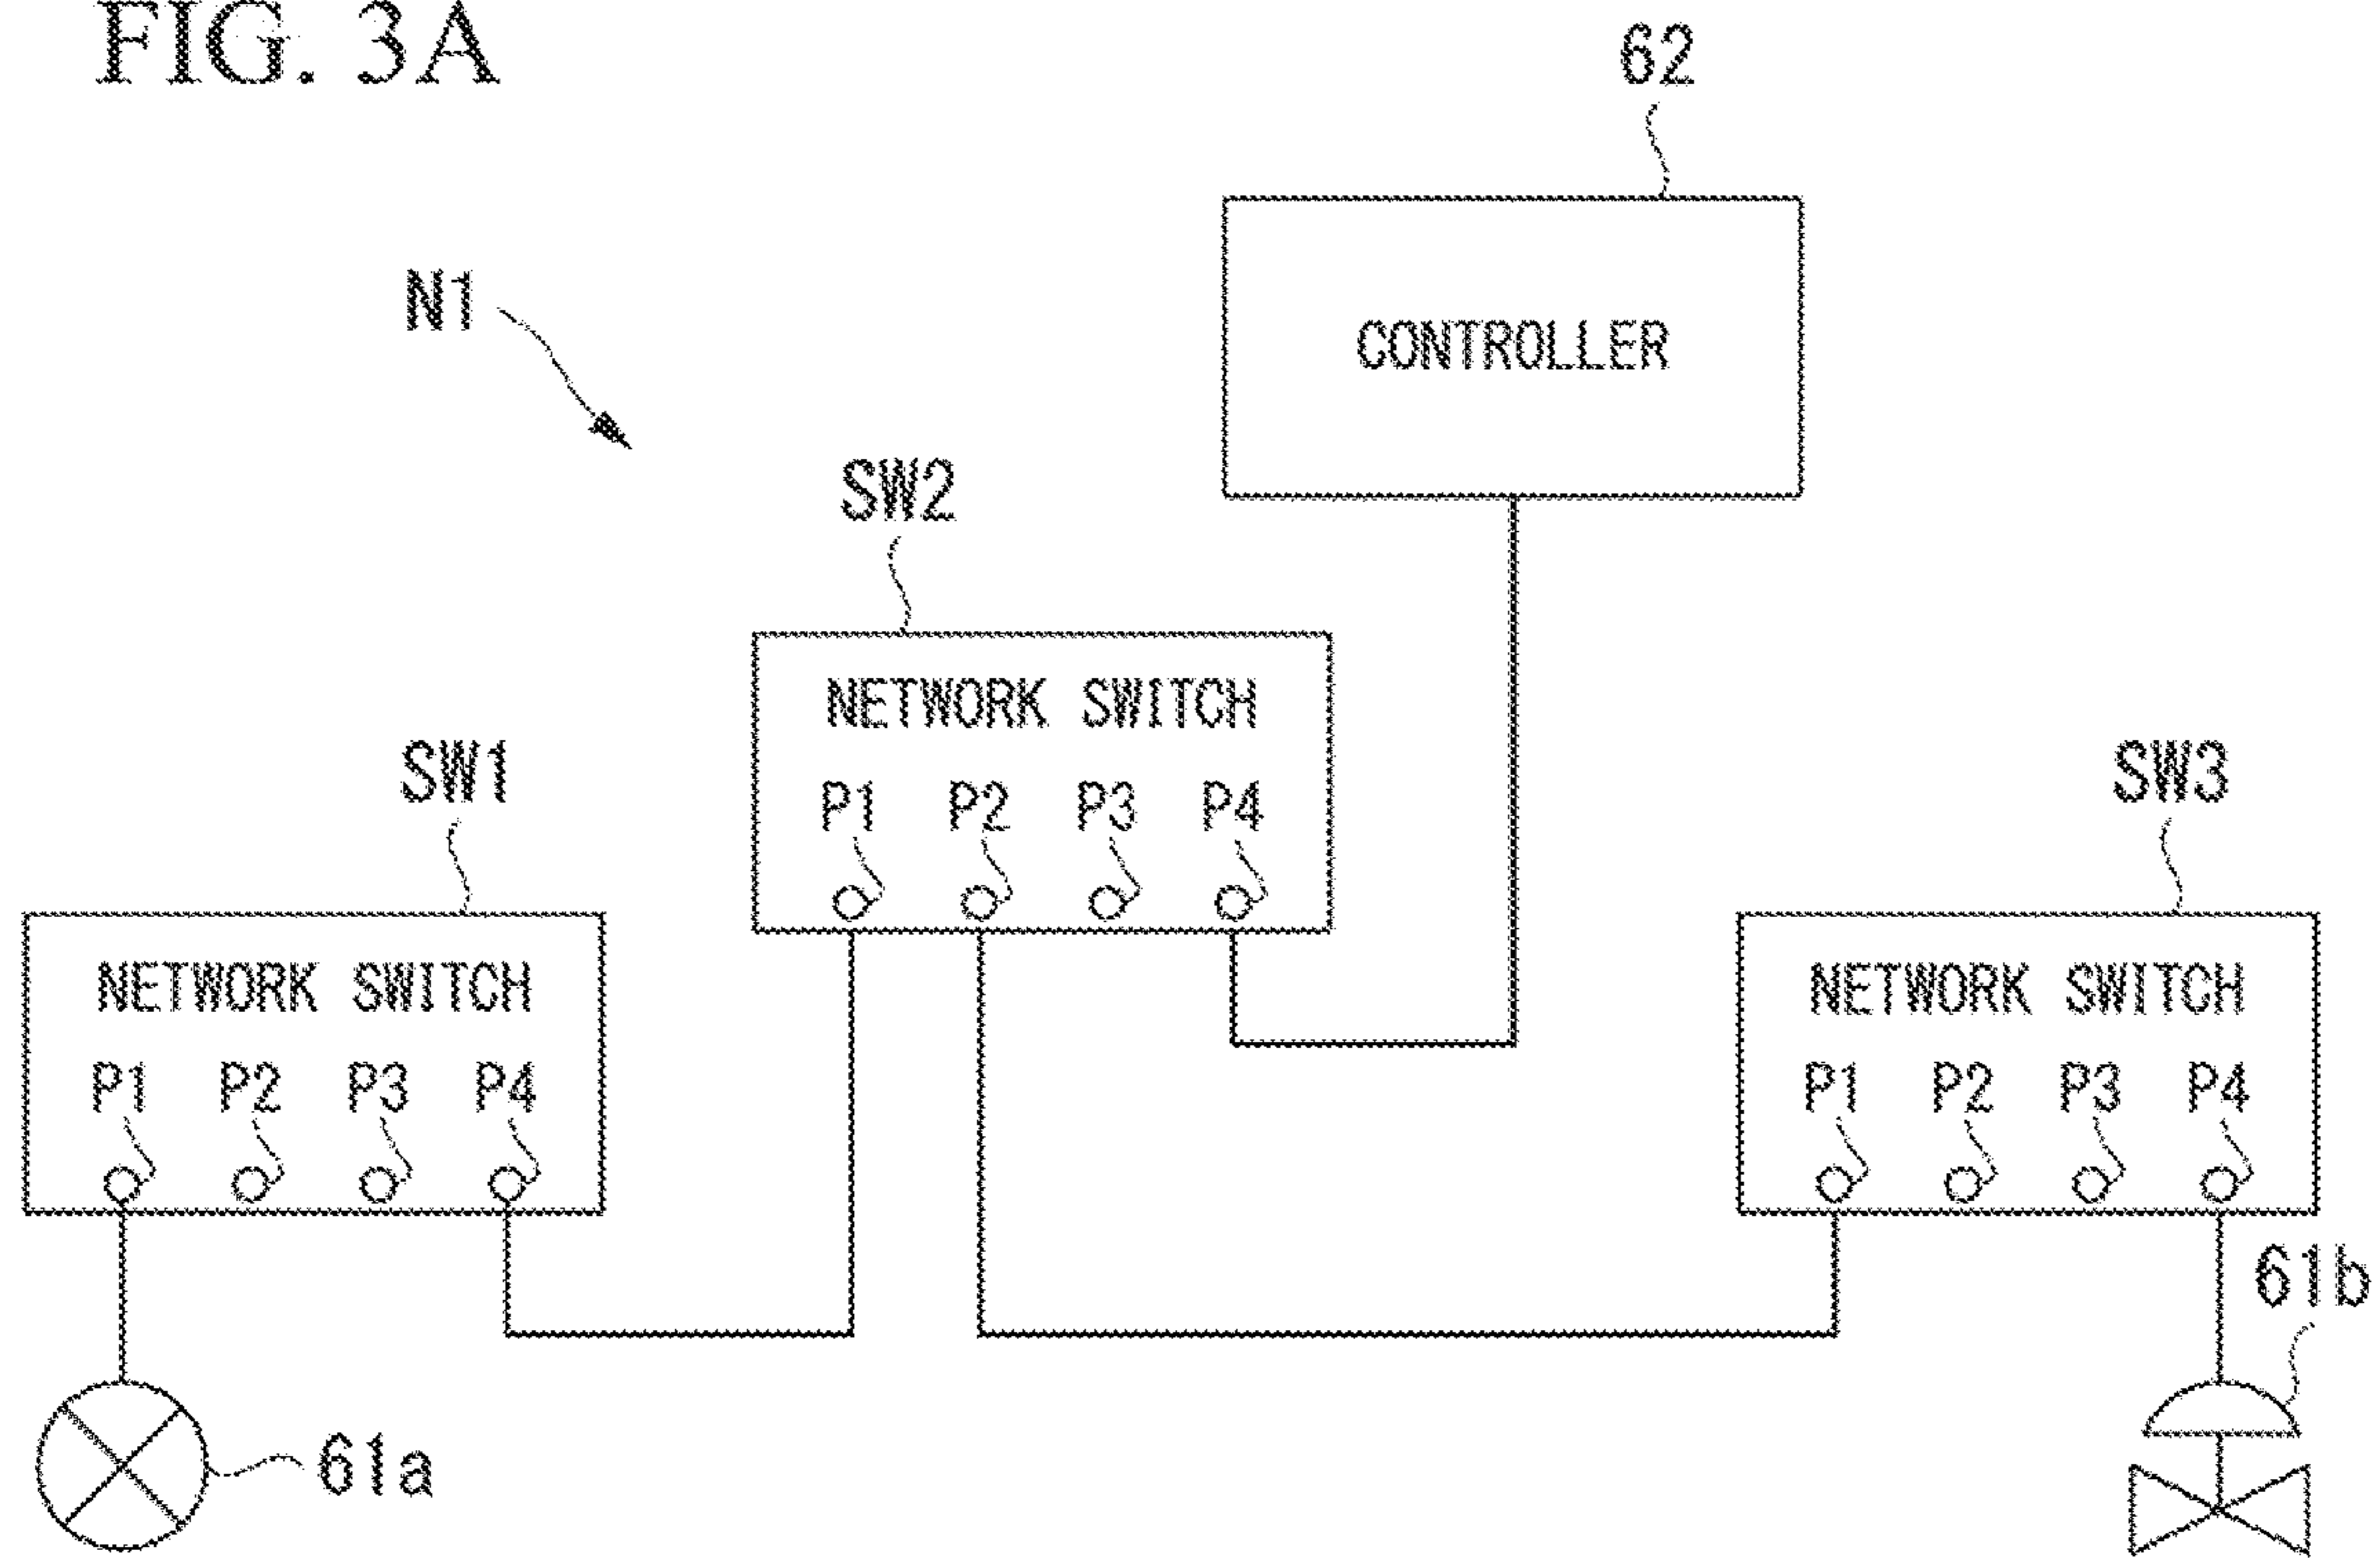 FIG. 3A
62
N1
CONTROLLER
SW2
NETWORK SWITCH
P1 P2 P3 P4
SW1
SW3
NETWORK SWITCH
P1 P2 P3 P4
NETWORK SWITCH
P1 P2 P3 P4
61b
61a